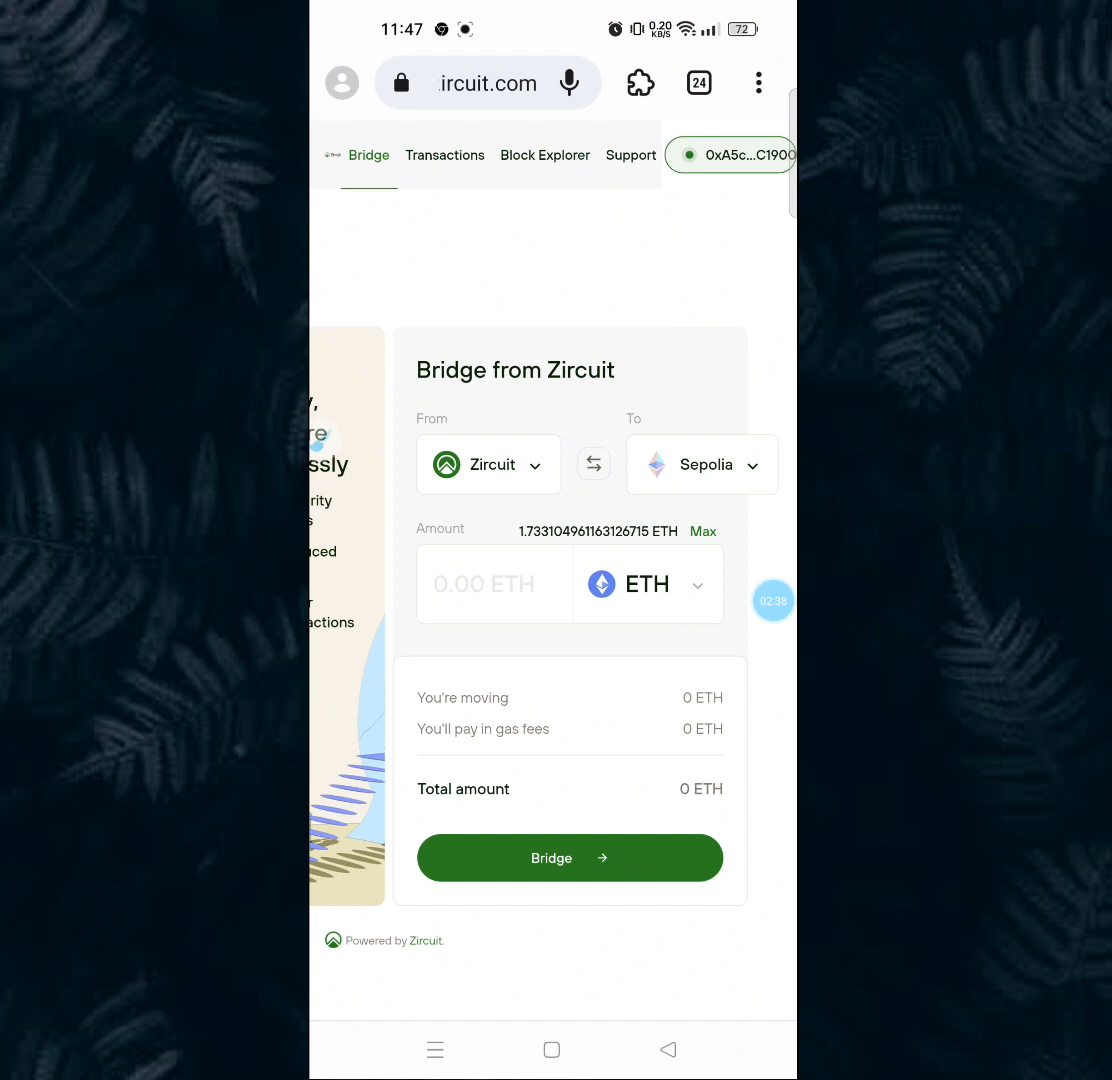 11:47
0.20
KB/S
72
ircuit.com
24
Bridge Transactions Block Explorer Support 0xA5c...C1900
ssly
actions
Bridge from Zircuit
From To
Zircuit Sepolia
Amount 1.733104961163126715 ETH Max
0.00 ETH ETH
02:38
You're moving 0 ETH
You'll pay in gas fees 0 ETH
Total amount 0 ETH
Bridge
Powered by Zircuit.